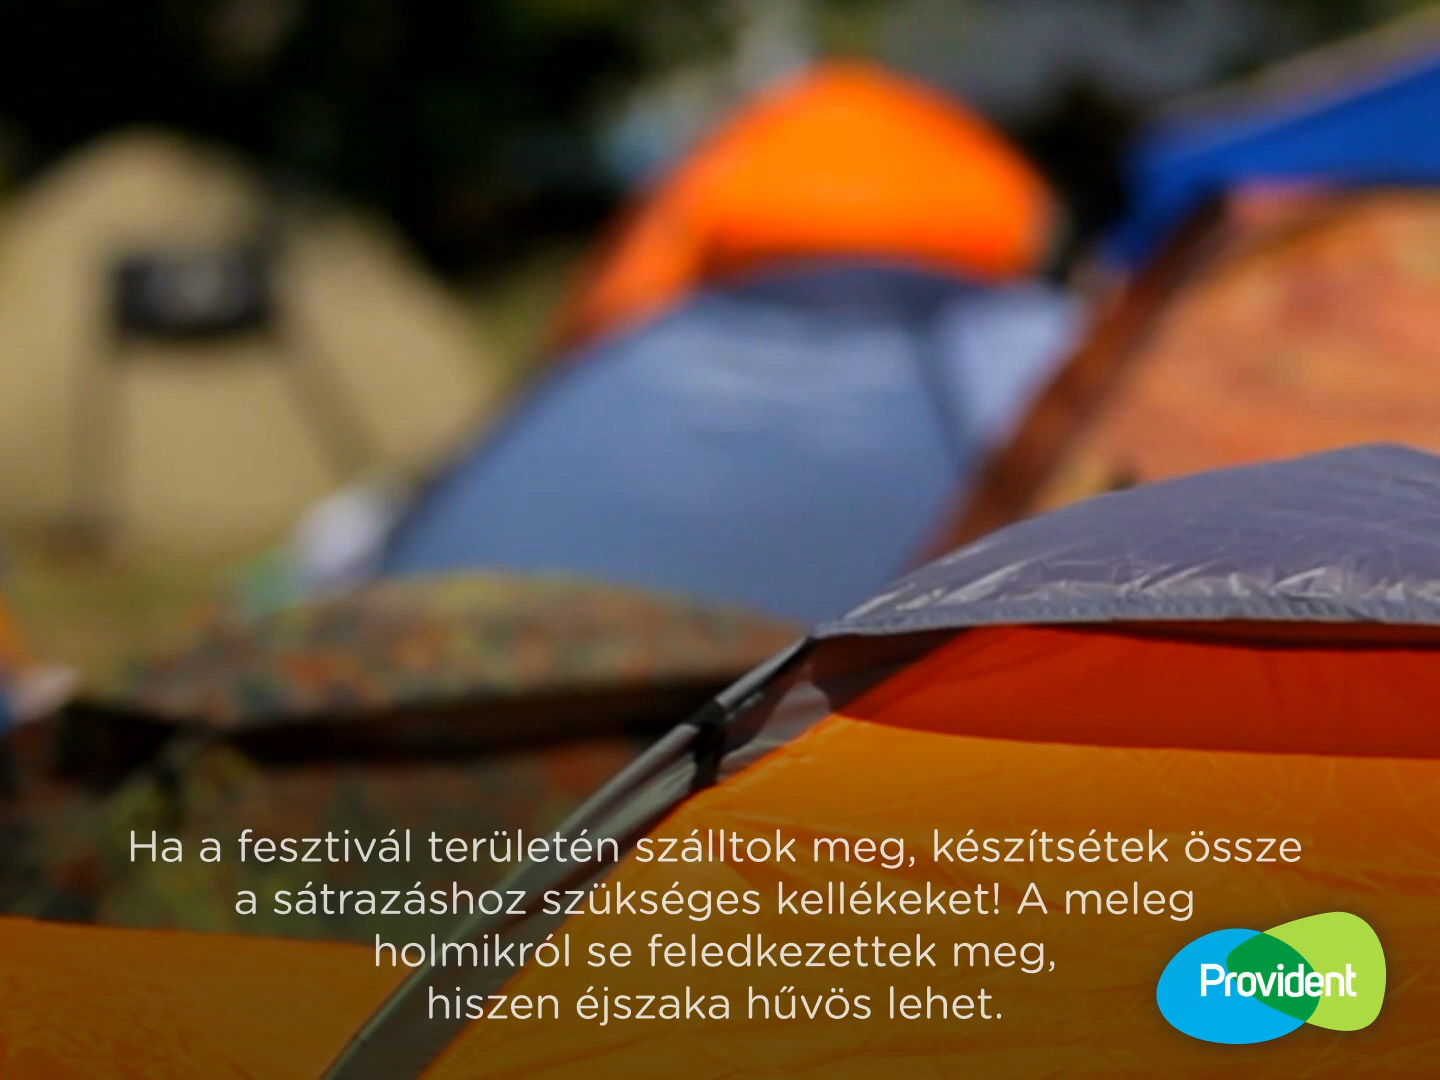 Ha a fesztivál területén szálltok meg, készítsétek össze
a sátrazáshoz szükséges kellékeket! A meleg
holmikról se feledkezettek meg,
hiszen éjszaka hűvös lehet.
Provident